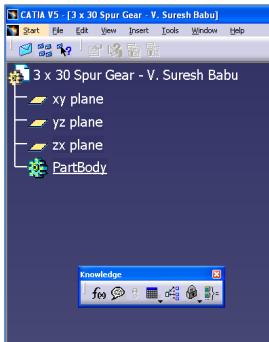 CATIA V5 - [3 x 30 Spur Gear - V. Suresh Babu]
Start File Edit View Insert Tools Window Help
3 x 30 Spur Gear - V. Suresh Babu
xy plane
yz plane
zx plane
PartBody
Knowledge
f(x)